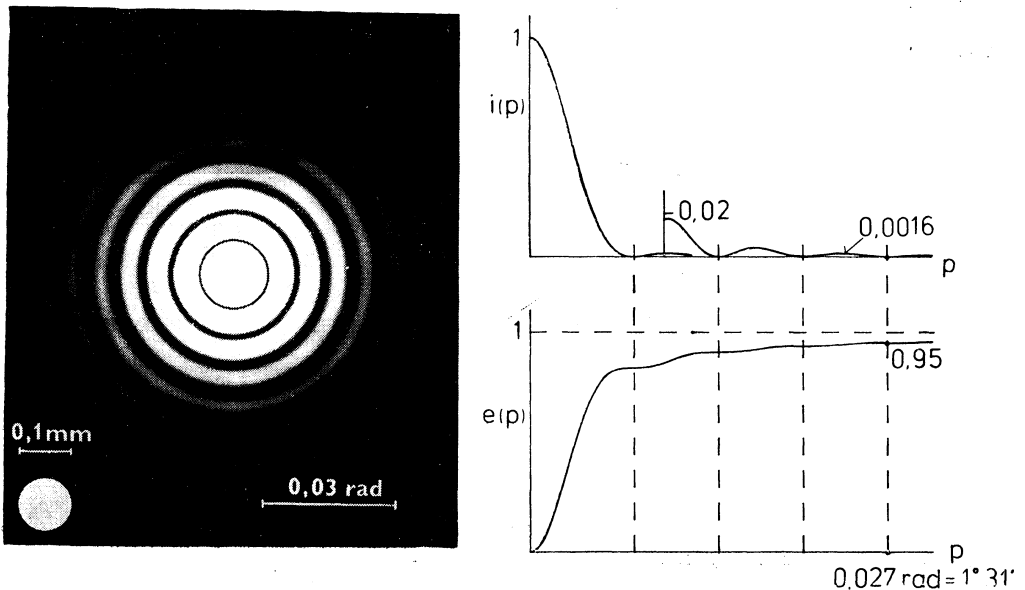 0,1mm
0,03 rad
1
i(p)
0,02
0,0016
p
1
0,95
e(p)
p
0,027 rad = 1° 31'